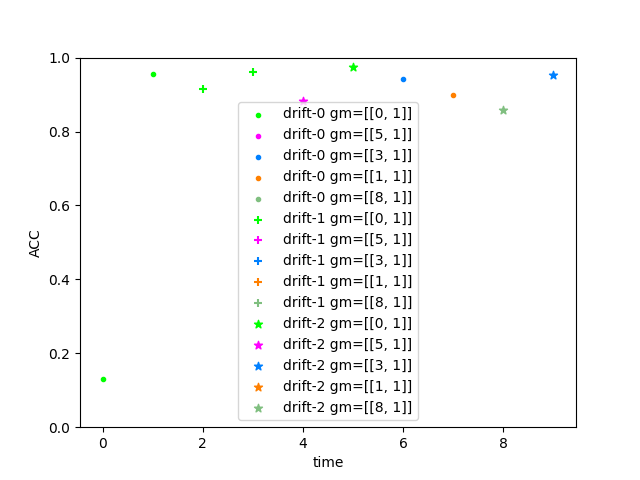 1.0
0.8
0.6
0.4
0.2
0.0
ACC
drift-0 gm=[[0, 1]]
drift-0 gm=[[5, 1]]
drift-0 gm=[[3, 1]]
drift-0 gm=[[1, 1]]
drift-0 gm=[[8, 1]]
drift-1 gm=[[0, 1]]
drift-1 gm=[[5, 1]]
drift-1 gm=[[3, 1]]
drift-1 gm=[[1, 1]]
drift-1 gm=[[8, 1]]
drift-2 gm=[[0, 1]]
drift-2 gm=[[5, 1]]
drift-2 gm=[[3, 1]]
drift-2 gm=[[1, 1]]
drift-2 gm=[[8, 1]]
0 2 4 6 8
time